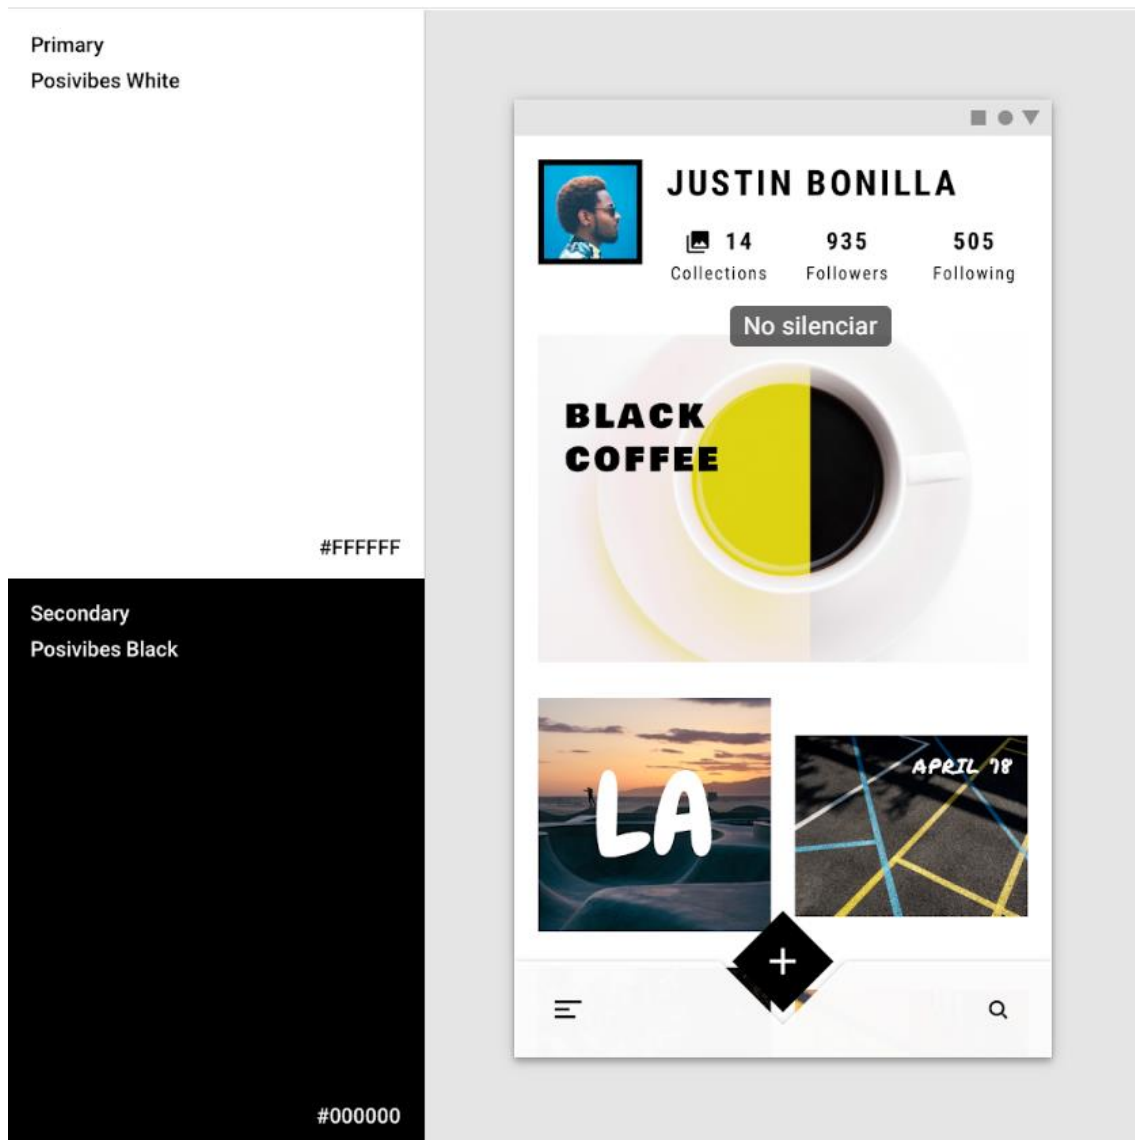 Primary
Posivibes White
#FFFFFF
Secondary
Posivibes Black
#000000
JUSTIN BONILLA
14 935 505
Collections Followers Following
No silenciar
BLACK
COFFEE
LA
APRIL '18